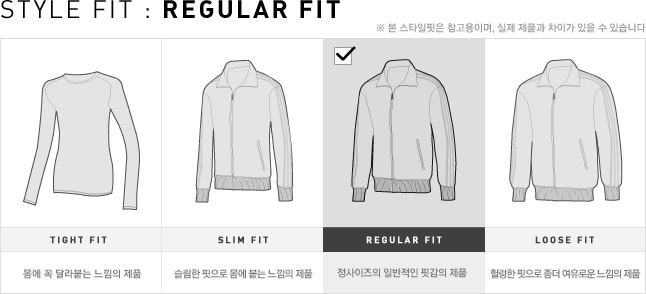 STYLE FIT : REGULAR FIT
※ 본 스타일핏은 참고용이며, 실제 제품과 차이가 있을 수 있습니다
TIGHT FIT
SLIM FIT
REGULAR FIT
LOOSE FIT
몸에 꼭 달라붙는 느낌의 제품
슬림한 핏으로 몸에 붙는 느낌의 제품
정사이즈의 일반적인 핏감의 제품
헐렁한 핏으로 좀더 여유로운 느낌의 제품